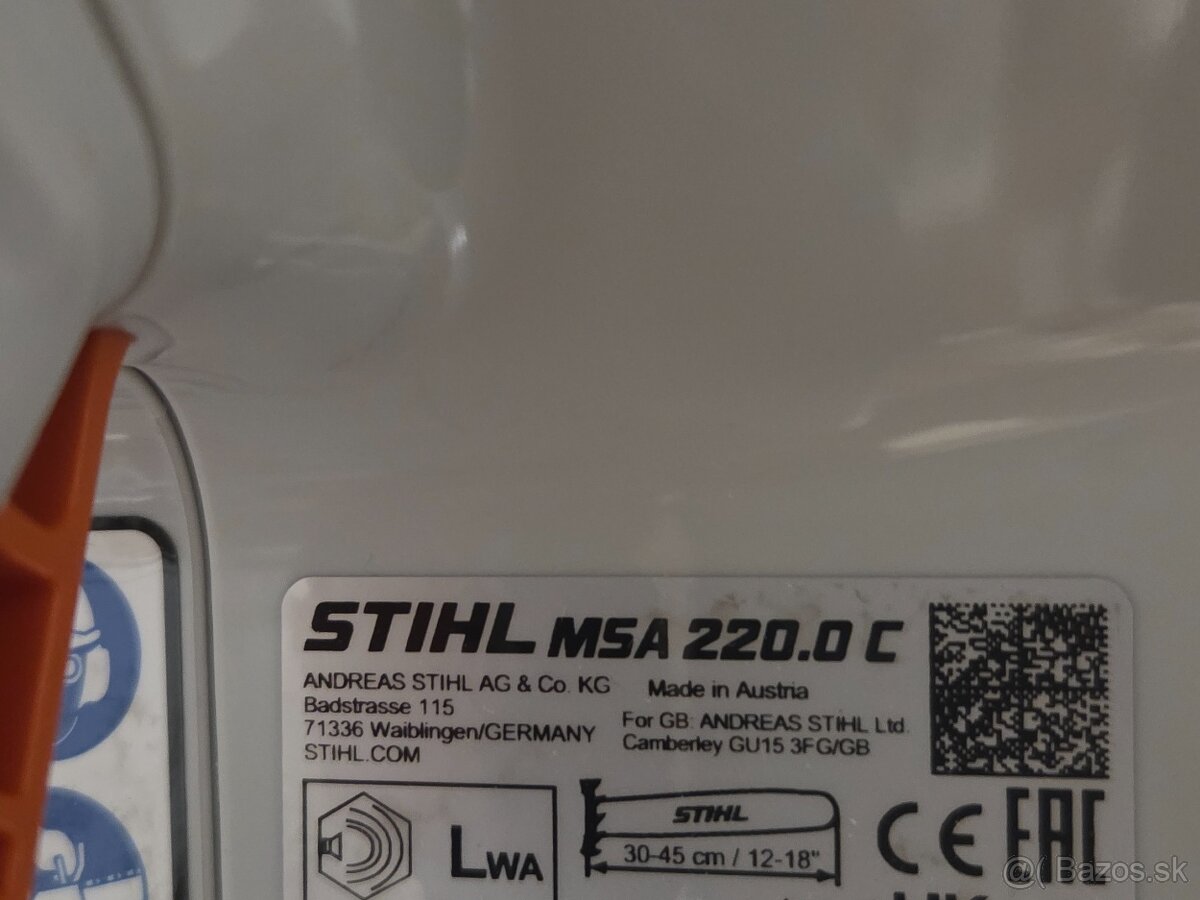 STIHL MSA 220.0 C
ANDREAS STIHL AG & Co. KG
Badstrasse 115
71336 Waiblingen/GERMANY
STIHL.COM
Made in Austria
For GB: ANDREAS STIHL Ltd.
Camberley GU15 3FG/GB
LWA
STIHL
30-45 cm / 12-18"
CE EAC
@( Bazos.sk